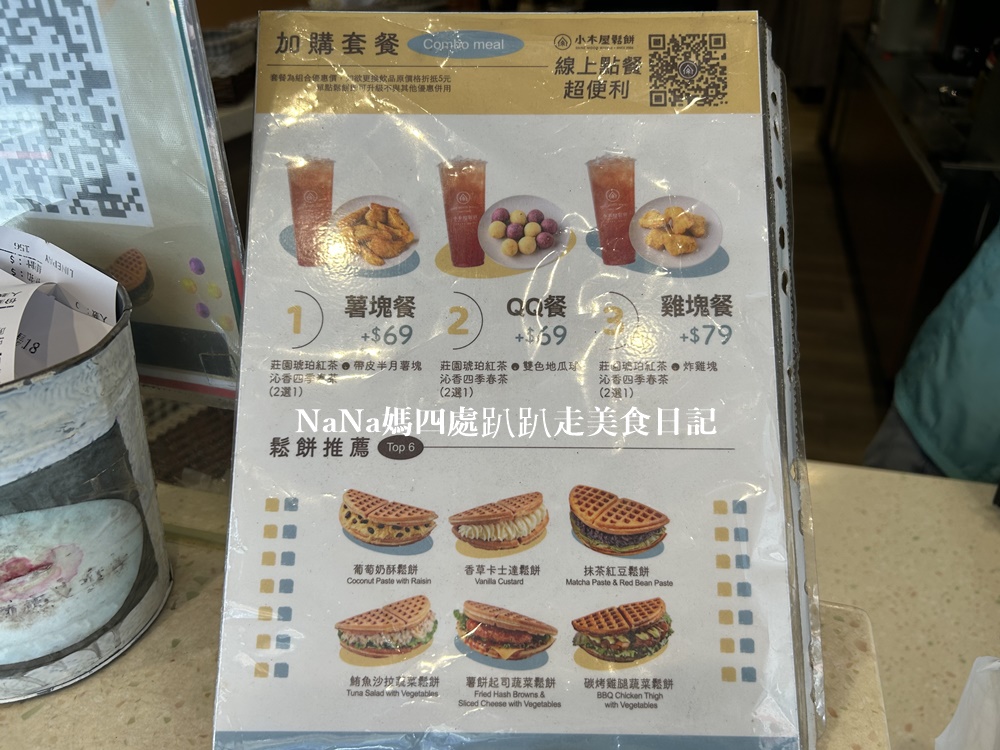 加購套餐 Combo meal
小木屋鬆餅
線上點餐
超便利
1
薯塊餐
+$69
莊園琥珀紅茶 帶皮半月薯塊
沁香四季春茶
(2選1)
2
QQ餐
+$69
莊園琥珀紅茶 雙色地瓜球
沁香四季春茶
(2選1)
3
雞塊餐
+$79
莊園琥珀紅茶 炸雞塊
沁香四季春茶
(2選1)
NaNa媽四處趴趴走美食日記
鬆餅推薦 Top 6
葡萄奶酥鬆餅
Coconut Paste with Raisin
香草卡士達鬆餅
Vanilla Custard
抹茶紅豆鬆餅
Matcha Paste & Red Bean Paste
鮪魚沙拉蔬菜鬆餅
Tuna Salad with Vegetables
薯餅起司蔬菜鬆餅
Fried Hash Browns &
Sliced Cheese with Vegetables
碳烤雞腿蔬菜鬆餅
BBQ Chicken Thigh
with Vegetables